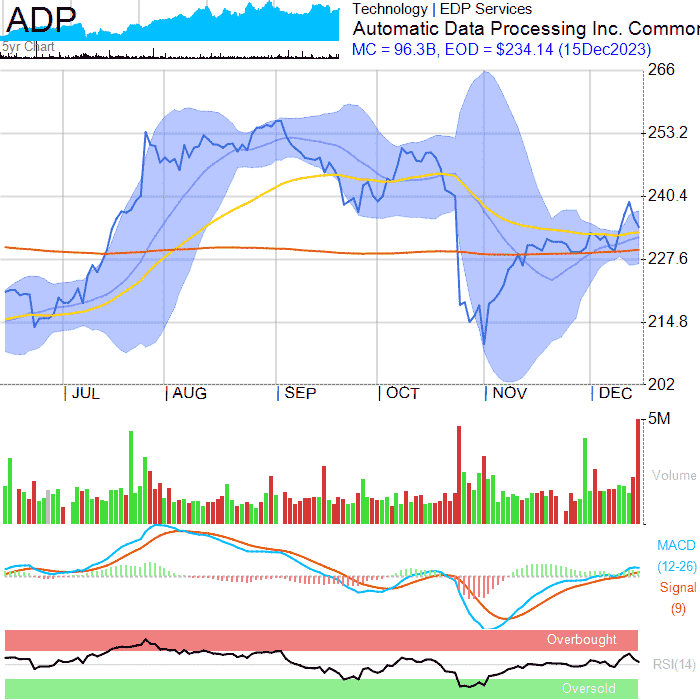 ADP
5yr Chart
Technology | EDP Services
Automatic Data Processing Inc. Common
MC = 96.3B, EOD = $234.14 (15Dec2023)
266
253.2
240.4
227.6
214.8
202
JUL
AUG
SEP
OCT
NOV
DEC
5M
Volume
MACD
(12-26)
Signal
(9)
Overbought
RSI(14)
Oversold